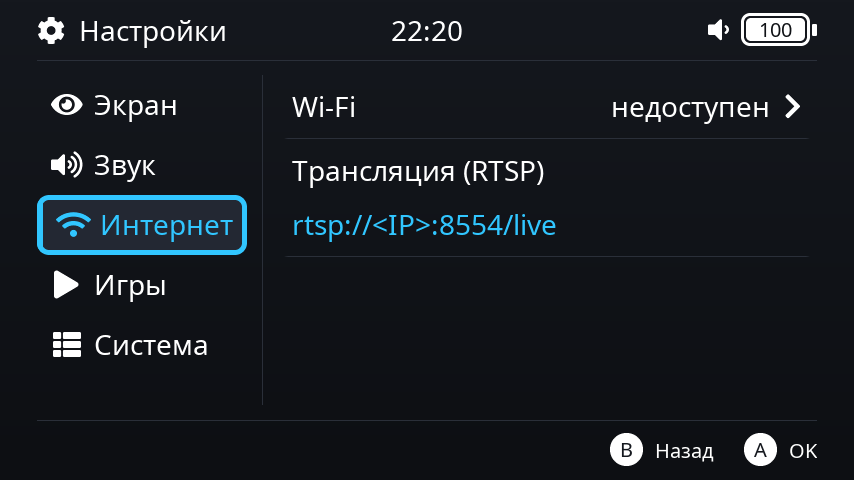 Настройки
22:20
100
Экран
Звук
Интернет
Игры
Система
Wi-Fi
недоступен
Трансляция (RTSP)
rtsp://<IP>:8554/live
B Назад
A OK